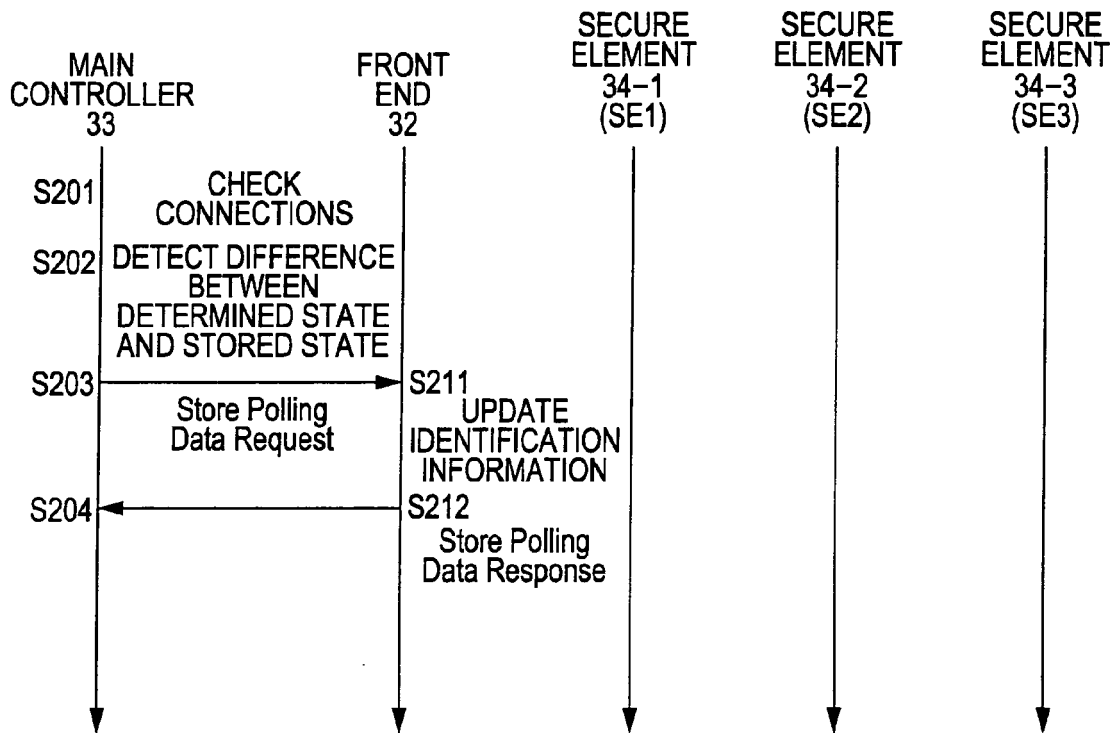 MAIN
CONTROLLER
33
FRONT
END
32
SECURE
ELEMENT
34-1
(SE1)
SECURE
ELEMENT
34-2
(SE2)
SECURE
ELEMENT
34-3
(SE3)
S201
CHECK
CONNECTIONS
S202
DETECT DIFFERENCE
BETWEEN
DETERMINED STATE
AND STORED STATE
S203
S211
Store Polling
Data Request
UPDATE
IDENTIFICATION
INFORMATION
S204
S212
Store Polling
Data Response